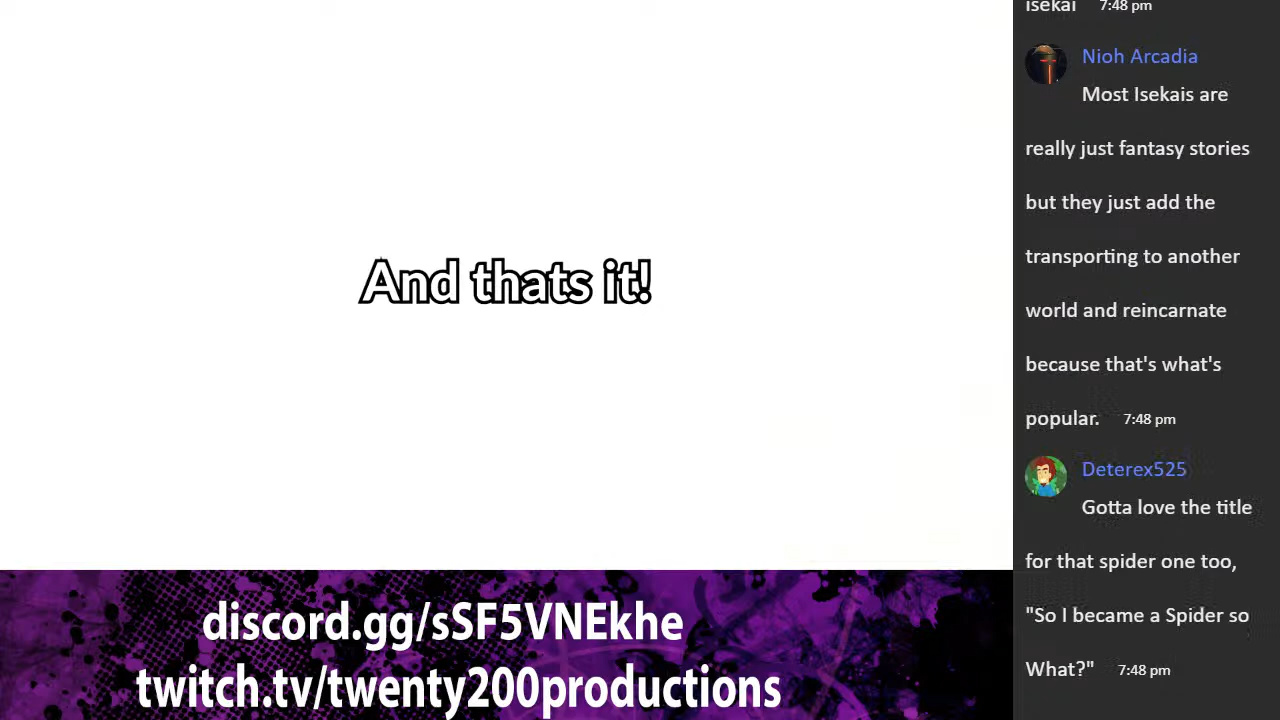 And thats it!
discord.gg/sSF5VNEkhe
twitch.tv/twenty200productions
isekai 7:48 pm
Nioh Arcadia
Most Isekais are
really just fantasy stories
but they just add the
transporting to another
world and reincarnate
because that's what's
popular. 7:48 pm
Deterex525
Gotta love the title
for that spider one too,
"So I became a Spider so
What?" 7:48 pm